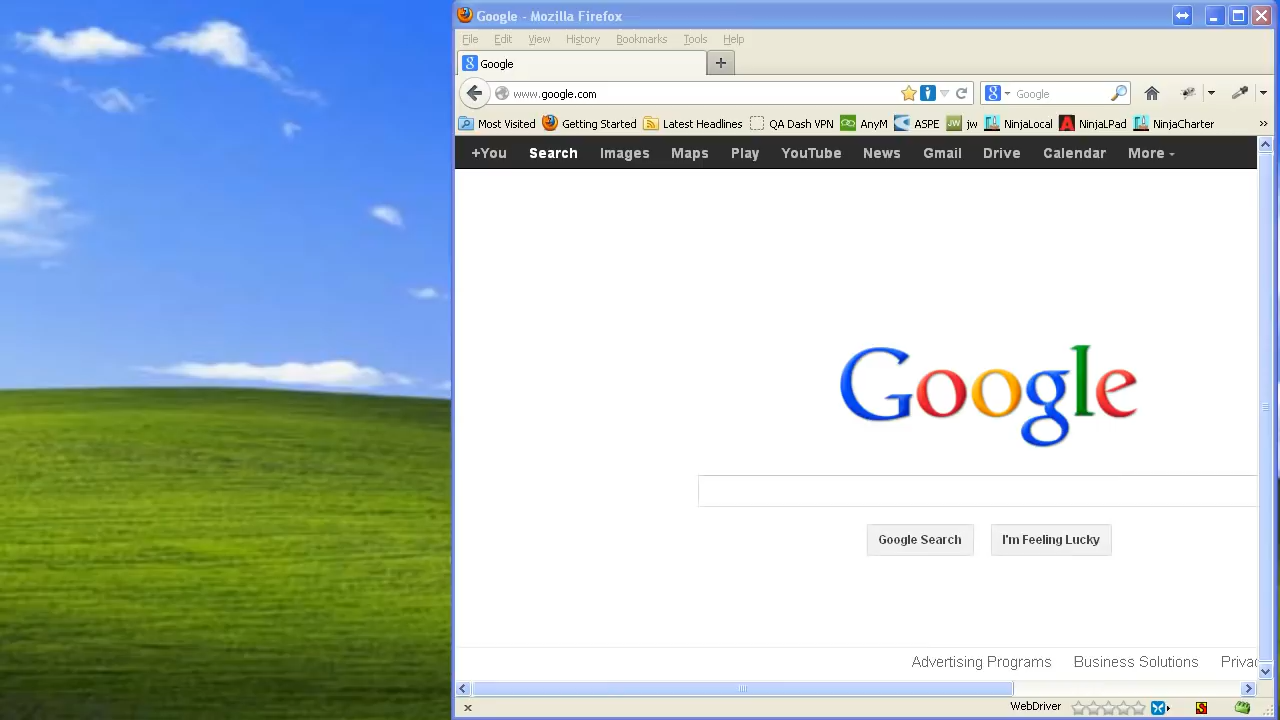 Google - Mozilla Firefox
File Edit View History Bookmarks Tools Help
Google
www.google.com Google
Most Visited Getting Started Latest Headlines QA Dash VPN AnyM ASPE jw NinjaLocal NinjaLPad NinjaCharter »
+You Search Images Maps Play YouTube News Gmail Drive Calendar More
Google
Google Search I'm Feeling Lucky
Advertising Programs Business Solutions Privac
x WebDriver